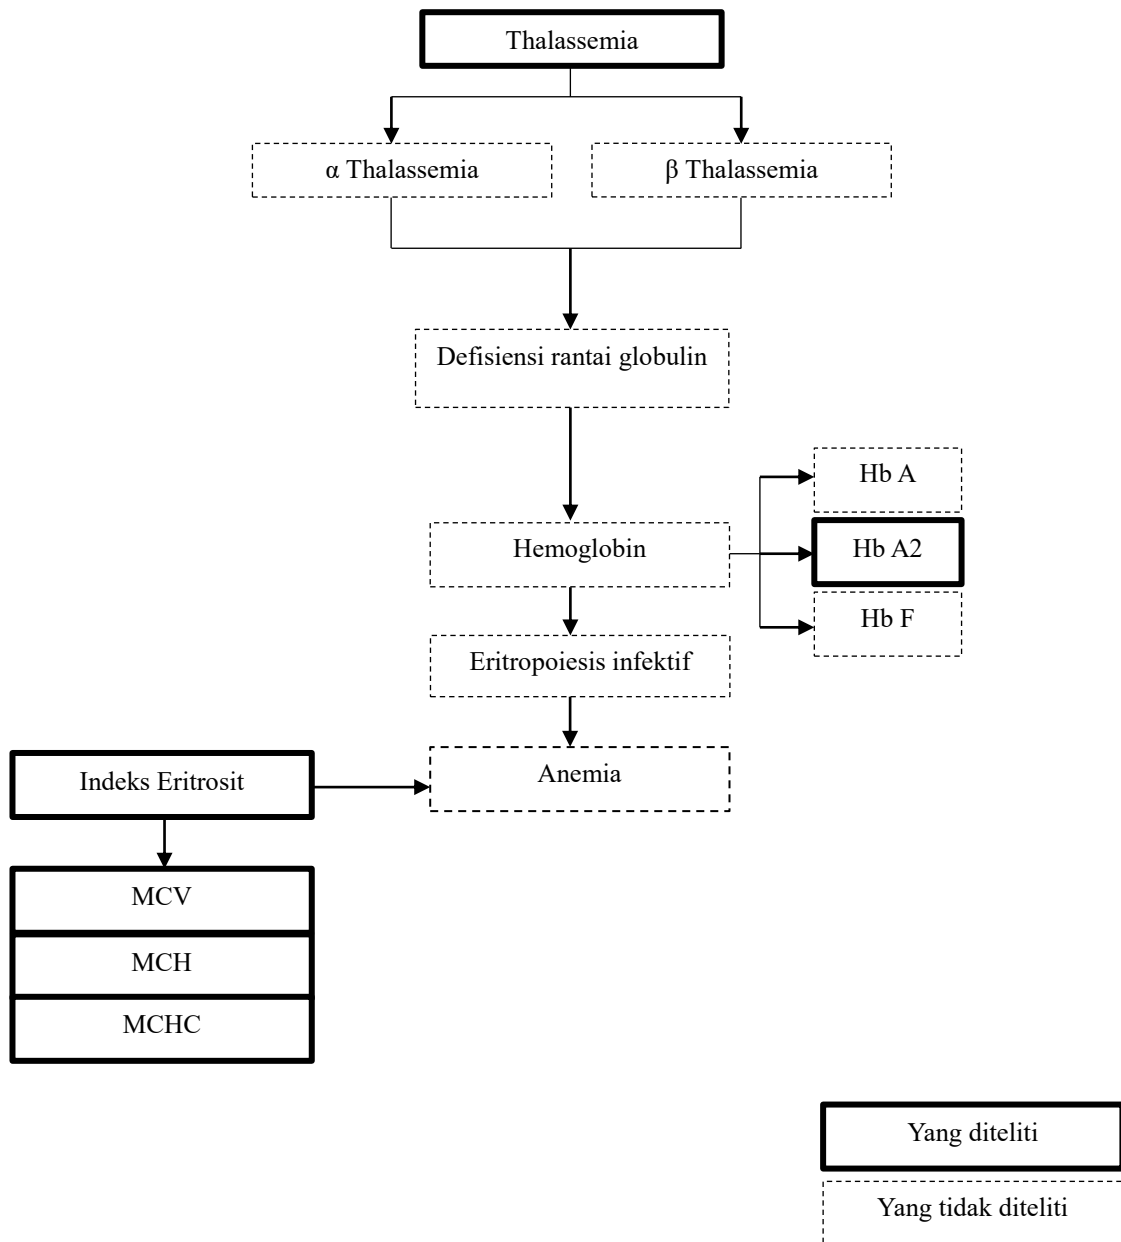 Thalassemia
α Thalassemia
β Thalassemia
Defisiensi rantai globulin
Hb A
Hemoglobin
Hb A2
Hb F
Eritropoiesis infektif
Indeks Eritrosit
Anemia
MCV
MCH
MCHC
Yang diteliti
Yang tidak diteliti